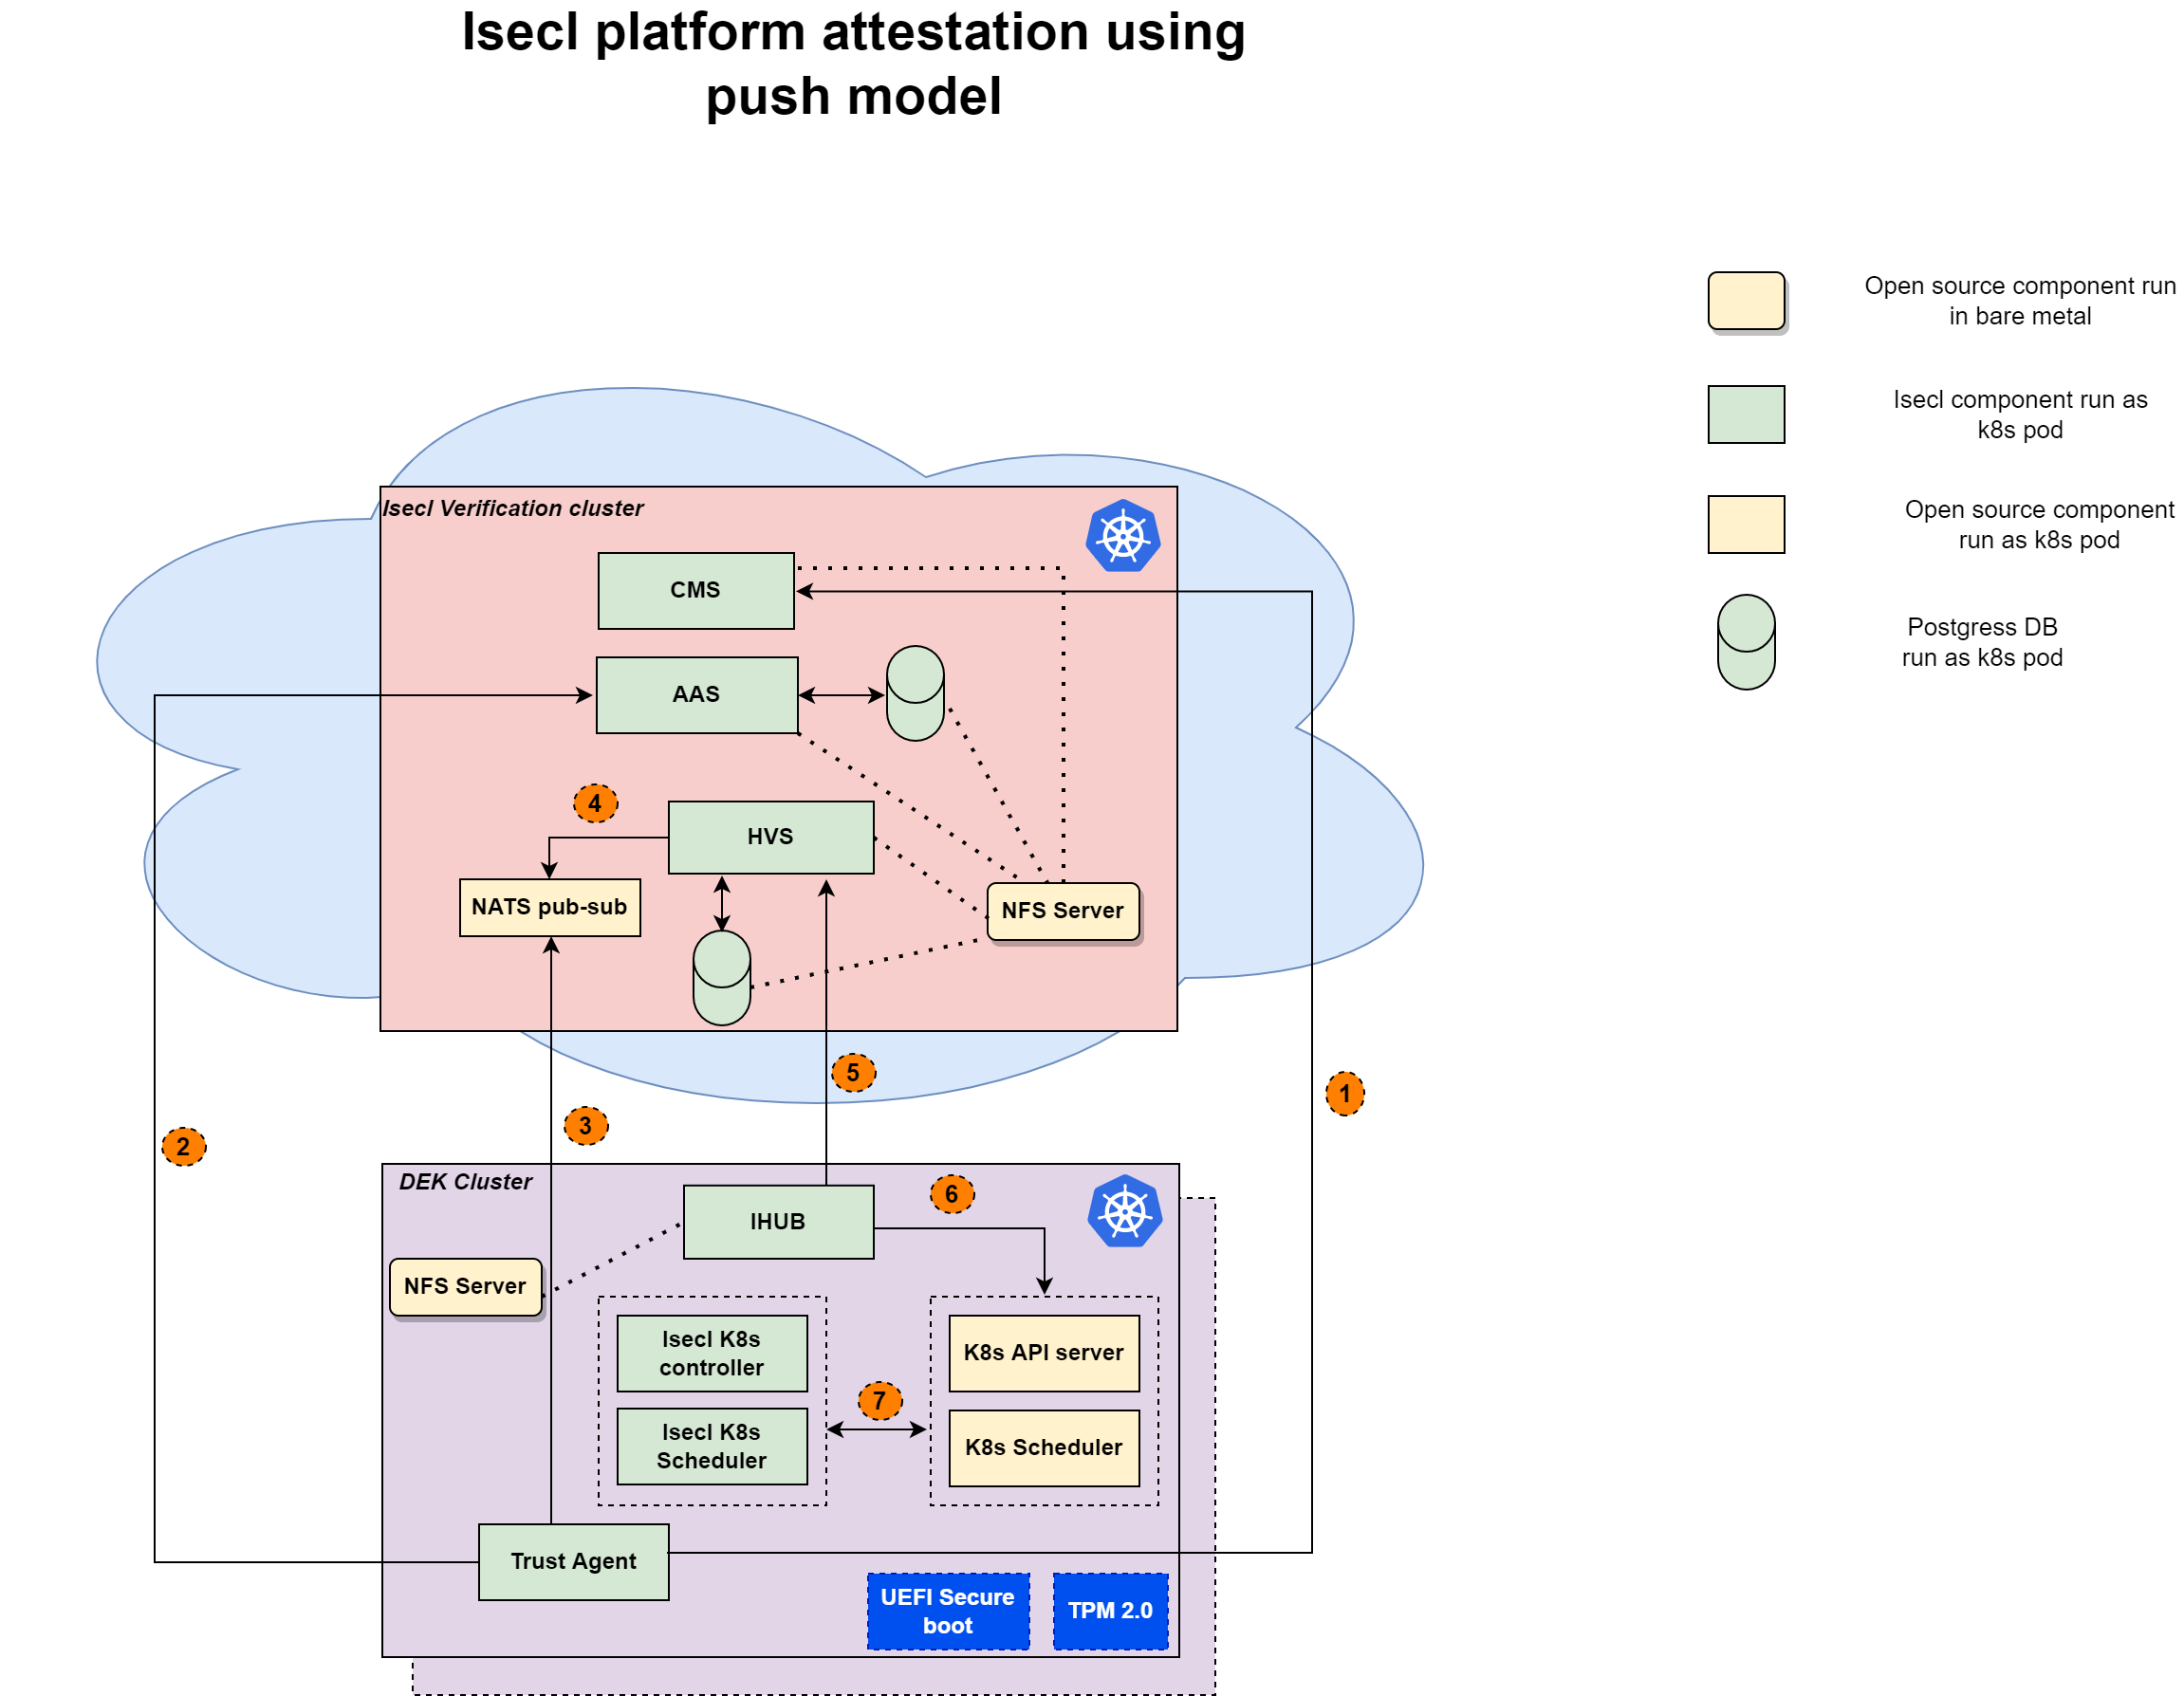 Isecl platform attestation using
push model
Open source component run
in bare metal
Isecl component run as
k8s pod
Open source component
run as k8s pod
Postgress DB
run as k8s pod
Isecl Verification cluster
CMS
AAS
4
HVS
NATS pub-sub
NFS Server
5
1
3
2
DEK Cluster
6
IHUB
NFS Server
Isecl K8s
controller
K8s API server
7
Isecl K8s
Scheduler
K8s Scheduler
Trust Agent
UEFI Secure
boot
TPM 2.0